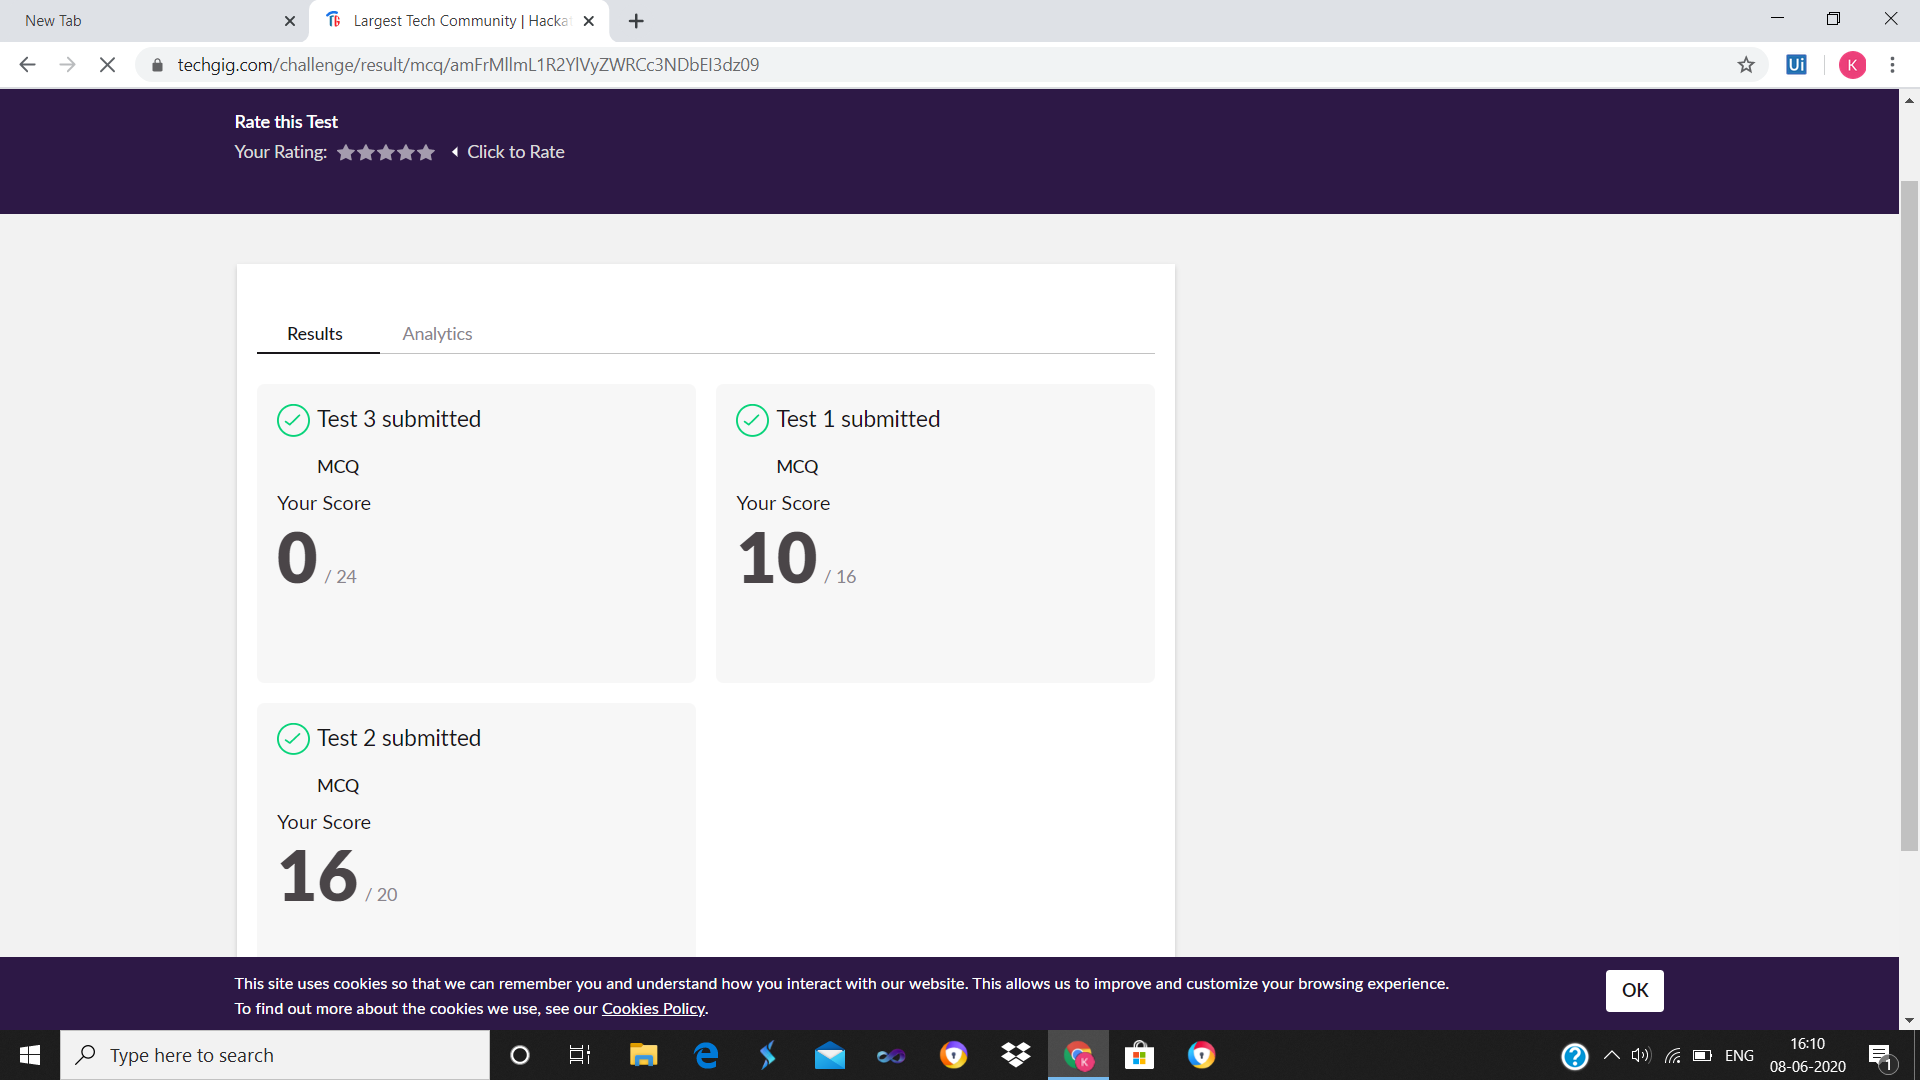 New Tab
Largest Tech Community | Hacka
techgig.com/challenge/result/mcq/amFrMllmL1R2YlVyZWRCc3NDbEI3dz09
Ui
K
Rate this Test
Your Rating: Click to Rate
Results Analytics
Test 3 submitted
MCQ
Your Score
0 / 24
Test 1 submitted
MCQ
Your Score
10 / 16
Test 2 submitted
MCQ
Your Score
16 / 20
This site uses cookies so that we can remember you and understand how you interact with our website. This allows us to improve and customize your browsing experience.
To find out more about the cookies we use, see our Cookies Policy.
OK
Type here to search
K
ENG
16:10
08-06-2020
1